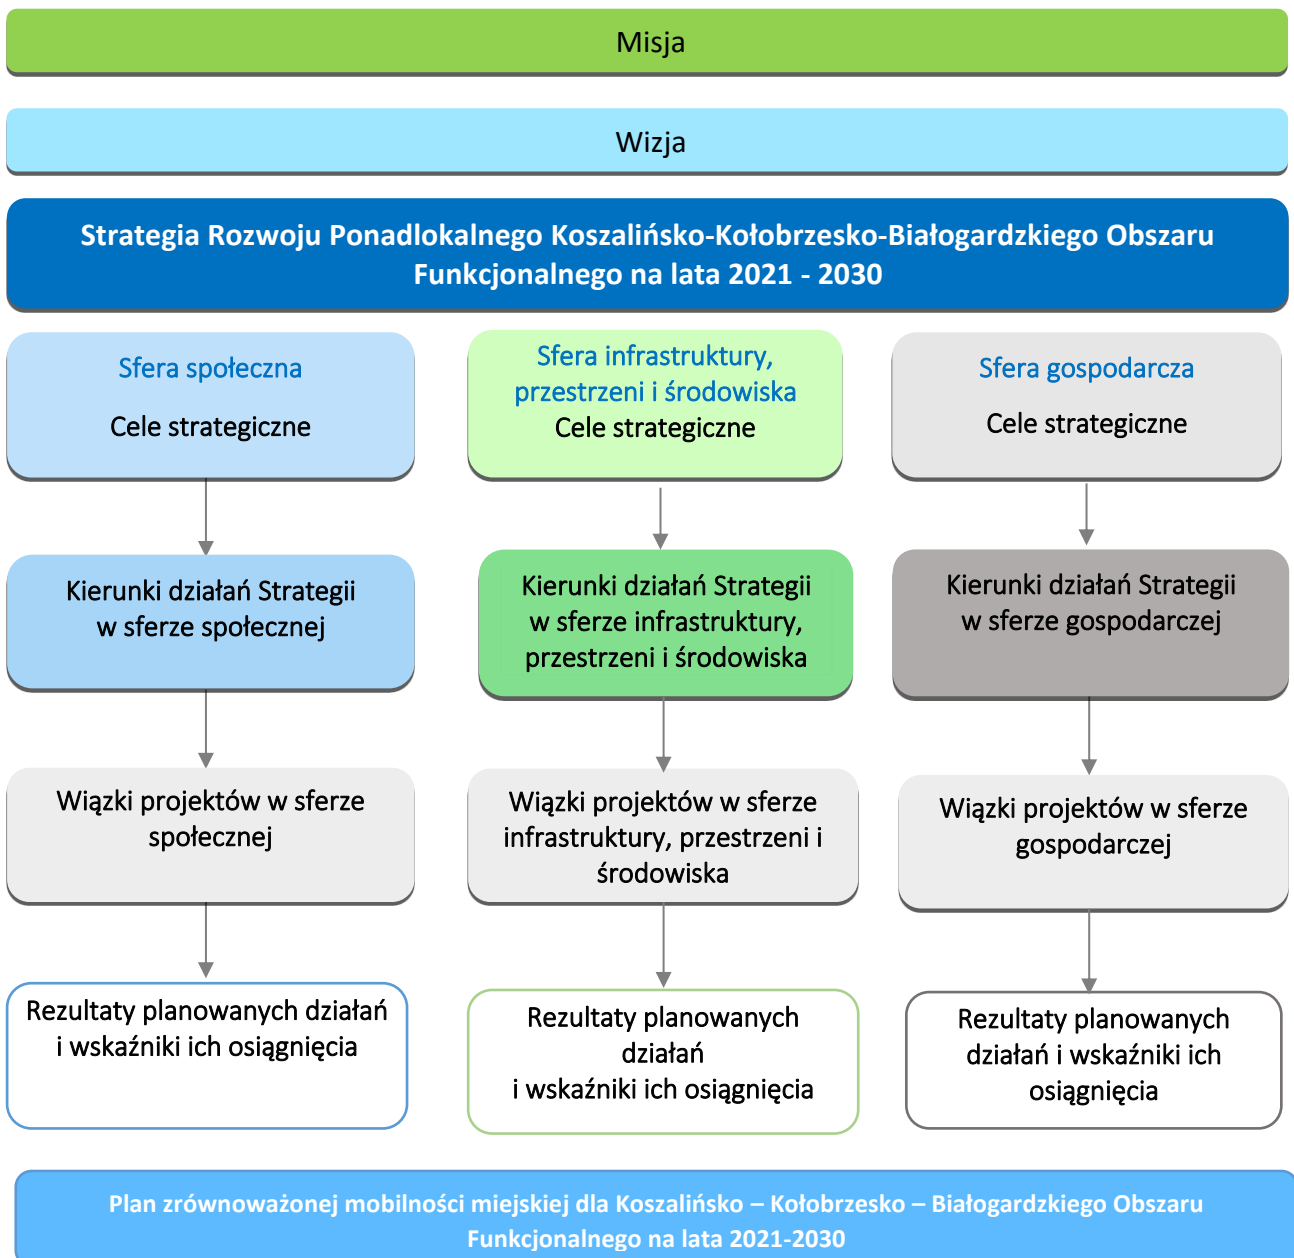 Misja
Wizja
Strategia Rozwoju Ponadlokalnego Koszalińsko-Kołobrzesko-Białogardzkiego Obszaru
Funkcjonalnego na lata 2021 - 2030
Sfera społeczna
Cele strategiczne
Sfera infrastruktury,
przestrzeni i środowiska
Cele strategiczne
Sfera gospodarcza
Cele strategiczne
Kierunki działań Strategii
w sferze społecznej
Kierunki działań Strategii
w sferze infrastruktury,
przestrzeni i środowiska
Kierunki działań Strategii
w sferze gospodarczej
Wiązki projektów w sferze
społecznej
Wiązki projektów w sferze
infrastruktury, przestrzeni i
środowiska
Wiązki projektów w sferze
gospodarczej
Rezultaty planowanych działań
i wskaźniki ich osiągnięcia
Rezultaty planowanych
działań
i wskaźniki ich osiągnięcia
Rezultaty planowanych
działań i wskaźniki ich
osiągnięcia
Plan zrównoważonej mobilności miejskiej dla Koszalińsko – Kołobrzesko – Białogardzkiego Obszaru
Funkcjonalnego na lata 2021-2030